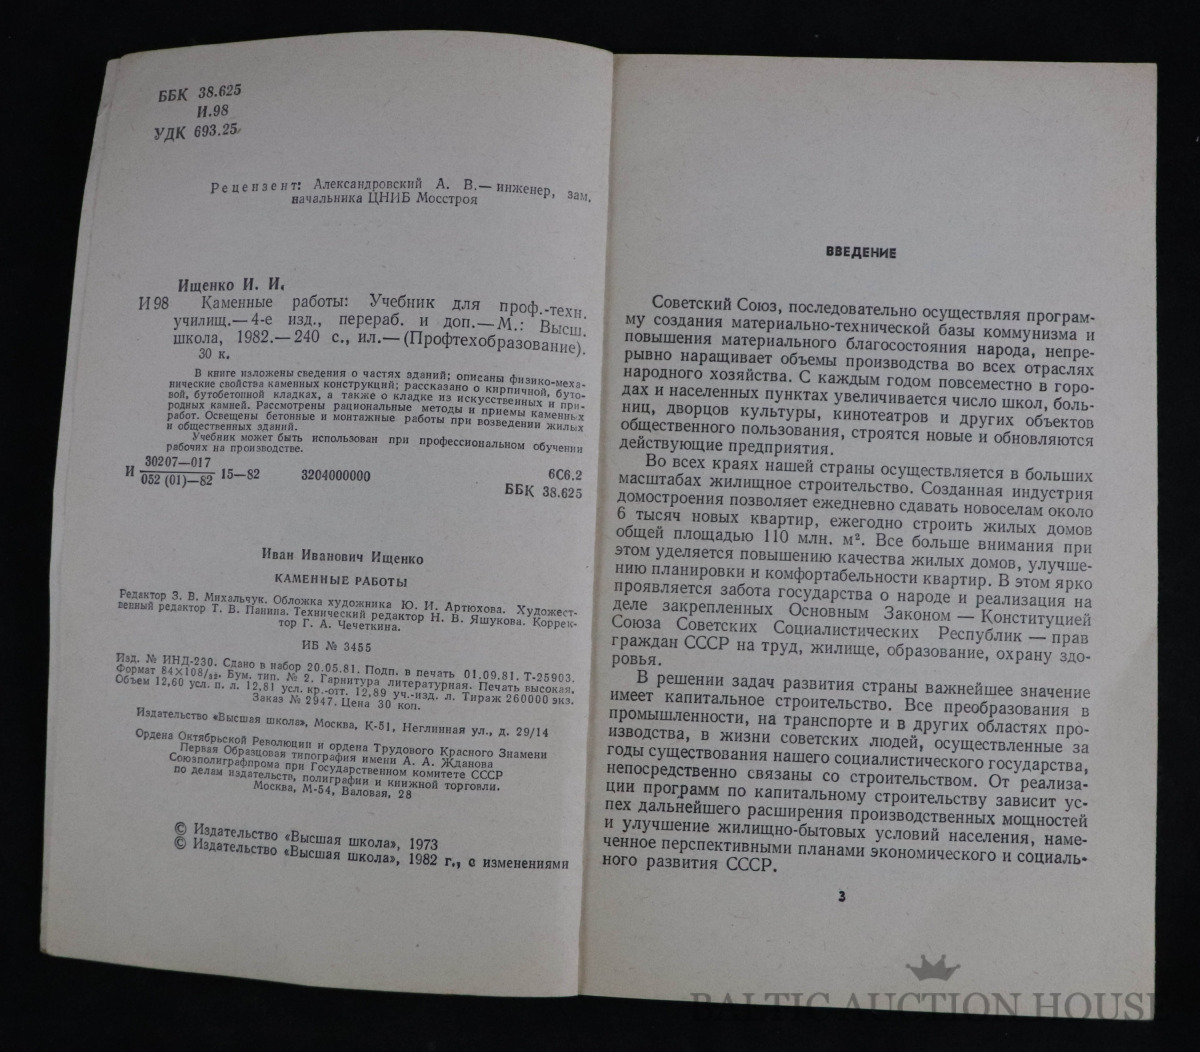 ББК 38.625
И.98
УДК 693.25
Рецензент: Александровский А. В.—инженер, зам.
начальника ЦНИБ Мосстроя
Ищенко И. И.
И 98 Каменные работы: Учебник для проф.-техн.
училищ.—4-е изд., перераб. и доп.—М.: Высш.
школа, 1982.—240 с., ил.—(Профтехобразование).
30 к.
В книге изложены сведения о частях зданий; описаны физико-меха-
нические свойства каменных конструкций; рассказано о кирпичной, буто-
вой, бутобетонной кладках, а также о кладке из искусственных и при-
родных камней. Рассмотрены рациональные методы и приемы каменных
работ. Освещены бетонные и монтажные работы при возведении жилых
и общественных зданий.
Учебник может быть использован при профессиональном обучении
рабочих на производстве.
И 30207—017 15—82 3204000000 6С6.2
052 (01)—82 ББК 38.625
Иван Иванович Ищенко
КАМЕННЫЕ РАБОТЫ
Редактор З. В. Михальчук. Обложка художника Ю. И. Артюхова. Художест-
венный редактор Т. В. Панина. Технический редактор Н. В. Яшукова. Коррек-
тор Г. А. Чечеткина.
ИБ № 3455
Изд. № ИНД-230. Сдано в набор 20.05.81. Подп. в печать 01.09.81. Т-25903.
Формат 84×108/32. Бум. тип. № 2. Гарнитура литературная. Печать высокая.
Объем 12,60 усл. п. л. 12,81 усл. кр.-отт. 12,89 уч.-изд. л. Тираж 260000 экз.
Заказ № 2947. Цена 30 коп.
Издательство «Высшая школа», Москва, К-51, Неглинная ул., д. 29/14
Ордена Октябрьской Революции и ордена Трудового Красного Знамени
Первая Образцовая типография имени А. А. Жданова
Союзполиграфпрома при Государственном комитете СССР
по делам издательств, полиграфии и книжной торговли.
Москва, М-54, Валовая, 28
© Издательство «Высшая школа», 1973
© Издательство «Высшая школа», 1982 г., с изменениями
ВВЕДЕНИЕ
Советский Союз, последовательно осуществляя програм-
му создания материально-технической базы коммунизма и
повышения материального благосостояния народа, непре-
рывно наращивает объемы производства во всех отраслях
народного хозяйства. С каждым годом повсеместно в горо-
дах и населенных пунктах увеличивается число школ, боль-
ниц, дворцов культуры, кинотеатров и других объектов
общественного пользования, строятся новые и обновляются
действующие предприятия.
Во всех краях нашей страны осуществляется в больших
масштабах жилищное строительство. Созданная индустрия
домостроения позволяет ежедневно сдавать новоселам около
6 тысяч новых квартир, ежегодно строить жилых домов
общей площадью 110 млн. м². Все больше внимания при
этом уделяется повышению качества жилых домов, улучше-
нию планировки и комфортабельности квартир. В этом ярко
проявляется забота государства о народе и реализация на
деле закрепленных Основным Законом — Конституцией
Союза Советских Социалистических Республик — прав
граждан СССР на труд, жилище, образование, охрану здо-
ровья.
В решении задач развития страны важнейшее значение
имеет капитальное строительство. Все преобразования в
промышленности, на транспорте и в других областях про-
изводства, в жизни советских людей, осуществленные за
годы существования нашего социалистического государства,
непосредственно связаны со строительством. От реализа-
ции программ по капитальному строительству зависит ус-
пех дальнейшего расширения производственных мощностей
и улучшение жилищно-бытовых условий населения, наме-
ченное перспективными планами экономического и социаль-
ного развития СССР.
3
BALTIC AUCTION HOUSE